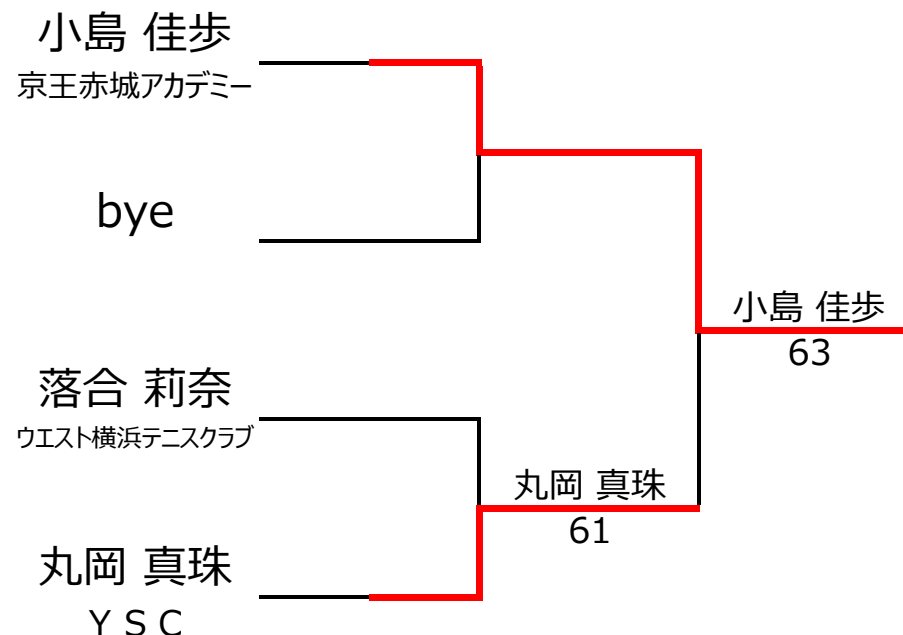 小島 佳歩
京王赤城アカデミー
bye
小島 佳歩
63
落合 莉奈
ウエスト横浜テニスクラブ
丸岡 真珠
61
丸岡 真珠
ＹＳＣ